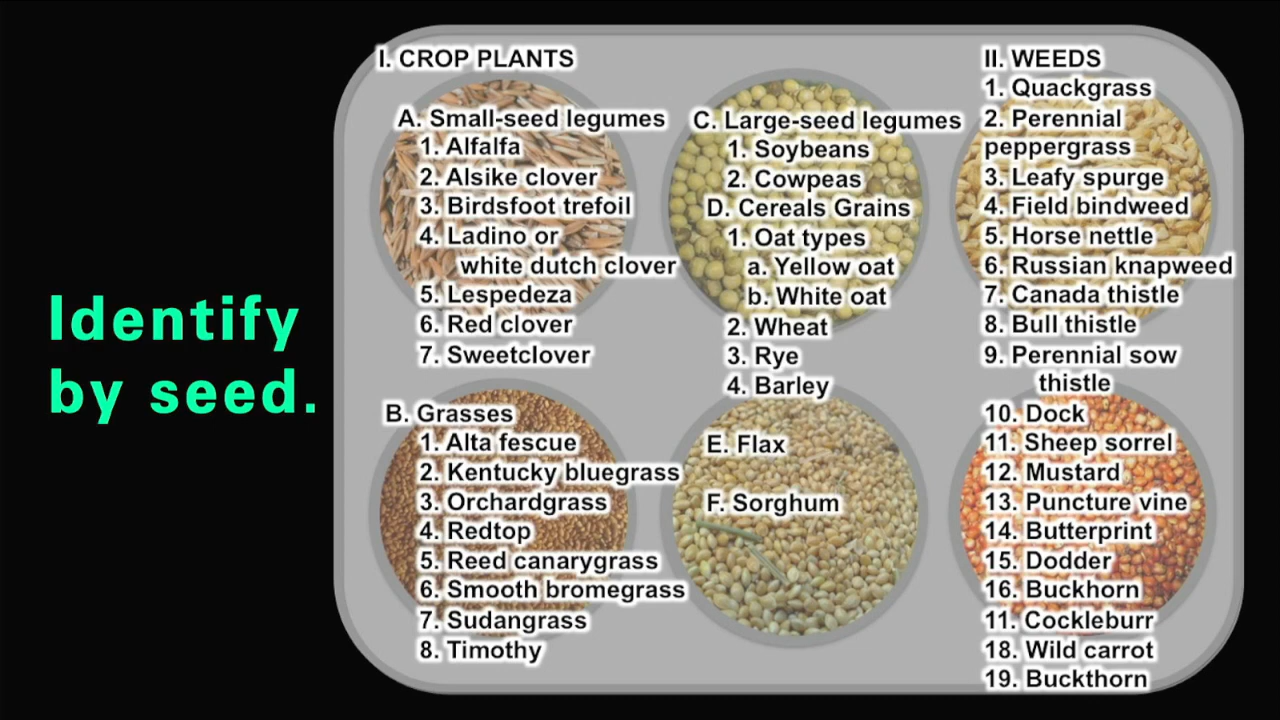 Identify
by seed.
I. CROP PLANTS
A. Small-seed legumes
1. Alfalfa
2. Alsike clover
3. Birdsfoot trefoil
4. Ladino or
white dutch clover
5. Lespedeza
6. Red clover
7. Sweetclover
B. Grasses
1. Alta fescue
2. Kentucky bluegrass
3. Orchardgrass
4. Redtop
5. Reed canarygrass
6. Smooth bromegrass
7. Sudangrass
8. Timothy
C. Large-seed legumes
1. Soybeans
2. Cowpeas
D. Cereals Grains
1. Oat types
a. Yellow oat
b. White oat
2. Wheat
3. Rye
4. Barley
E. Flax
F. Sorghum
II. WEEDS
1. Quackgrass
2. Perennial
peppergrass
3. Leafy spurge
4. Field bindweed
5. Horse nettle
6. Russian knapweed
7. Canada thistle
8. Bull thistle
9. Perennial sow
thistle
10. Dock
11. Sheep sorrel
12. Mustard
13. Puncture vine
14. Butterprint
15. Dodder
16. Buckhorn
11. Cockleburr
18. Wild carrot
19. Buckthorn